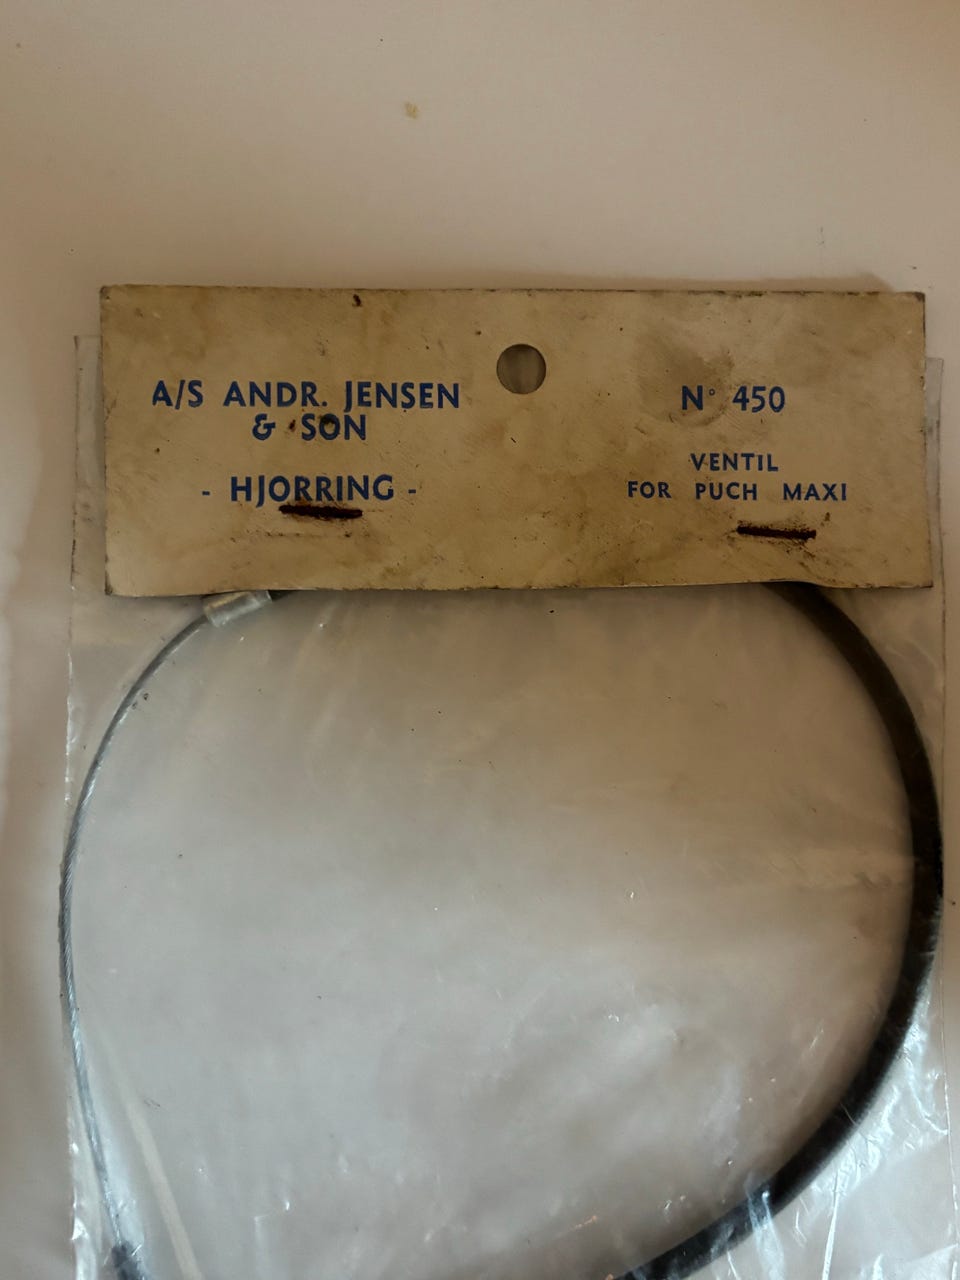 A/S ANDR. JENSEN
& SON
- HJORRING -
N° 450
VENTIL
FOR PUCH MAXI